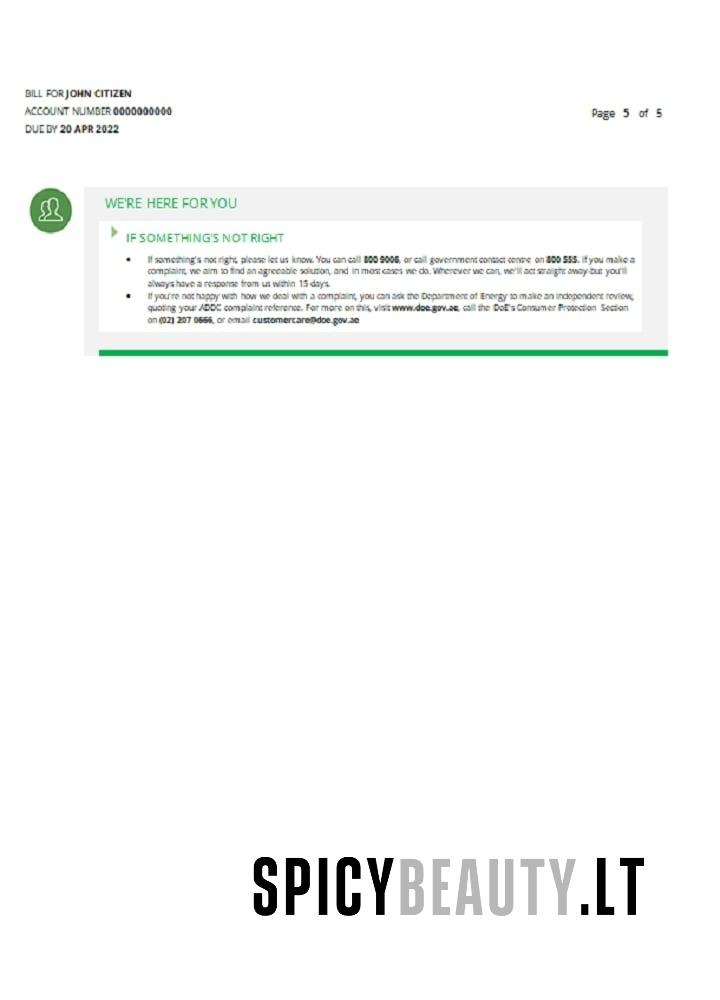 BILL FOR JOHN CITIZEN
ACCOUNT NUMBER 0000000000
DUE BY 20 APR 2022
Page 5 of 5
WE'RE HERE FOR YOU
IF SOMETHING'S NOT RIGHT
• If something's not right, please let us know. You can call 800 9006, or call government contact centre on 800 555. If you make a
complaint, we aim to find an agreeable solution, and in most cases we do. Wherever we can, we'll act straight away-but you'll
always have a response from us within 15-days.
• If you're not happy with how we deal with a complaint, you can ask the Department of Energy to make an independent review,
quoting your ADDC complaint reference. For more on this, visit www.doe.gov.ae, call the DoE's Consumer Protection Section
on (02) 207 0666, or email customercare@doe.gov.ae
SPICYBEAUTY.LT